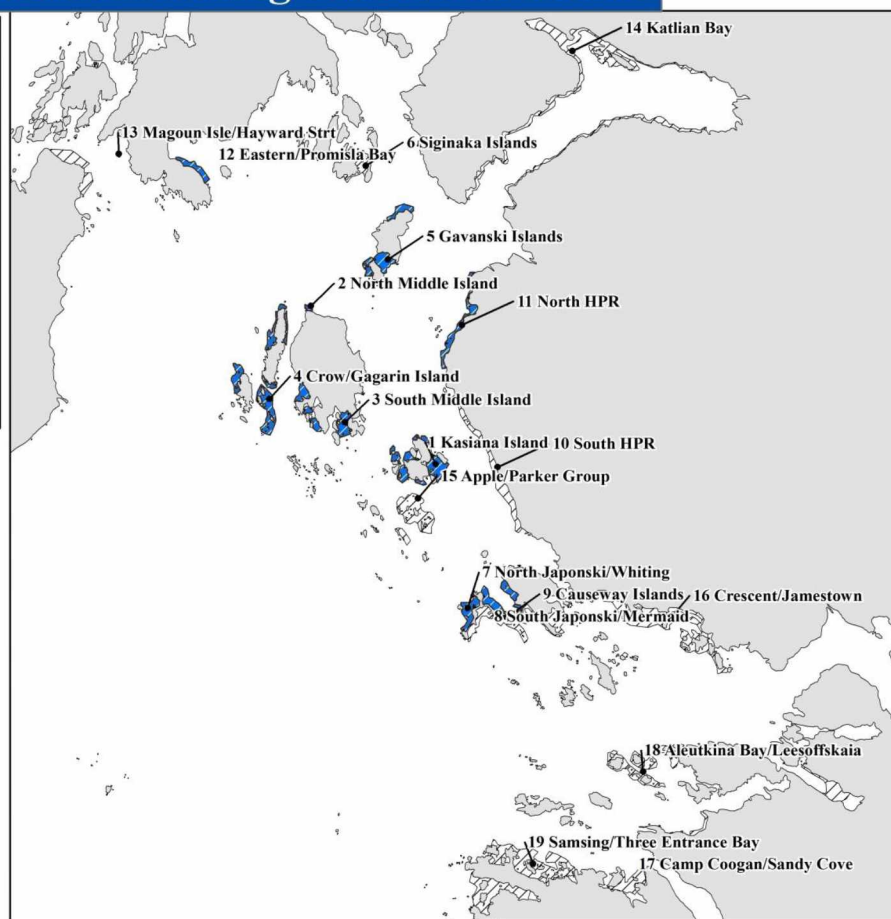 14 Katlian Bay
13 Magoun Isle/Hayward Strt
6 Siginaka Islands
12 Eastern/Promisla Bay
5 Gavanski Islands
2 North Middle Island
11 North HPR
4 Crow/Gagarin Island
3 South Middle Island
1 Kasiana Island
10 South HPR
15 Apple/Parker Group
7 North Japonski/Whiting
9 Causeway Islands
16 Crescent/Jamestown
8 South Japonski/Mermaid
18 Aleutkina Bay/Leesoffskaia
19 Samsing/Three Entrance Bay
17 Camp Coogan/Sandy Cove